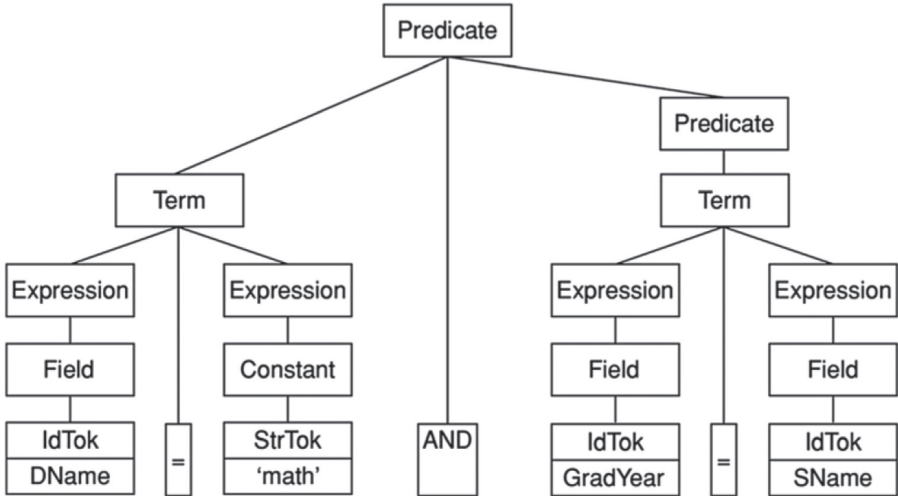 Predicate
Predicate
Term
Term
Expression
Expression
Expression
Expression
Field
Constant
Field
Field
IdTok
StrTok
AND
IdTok
IdTok
DName
=
‘math’
GradYear
=
SName